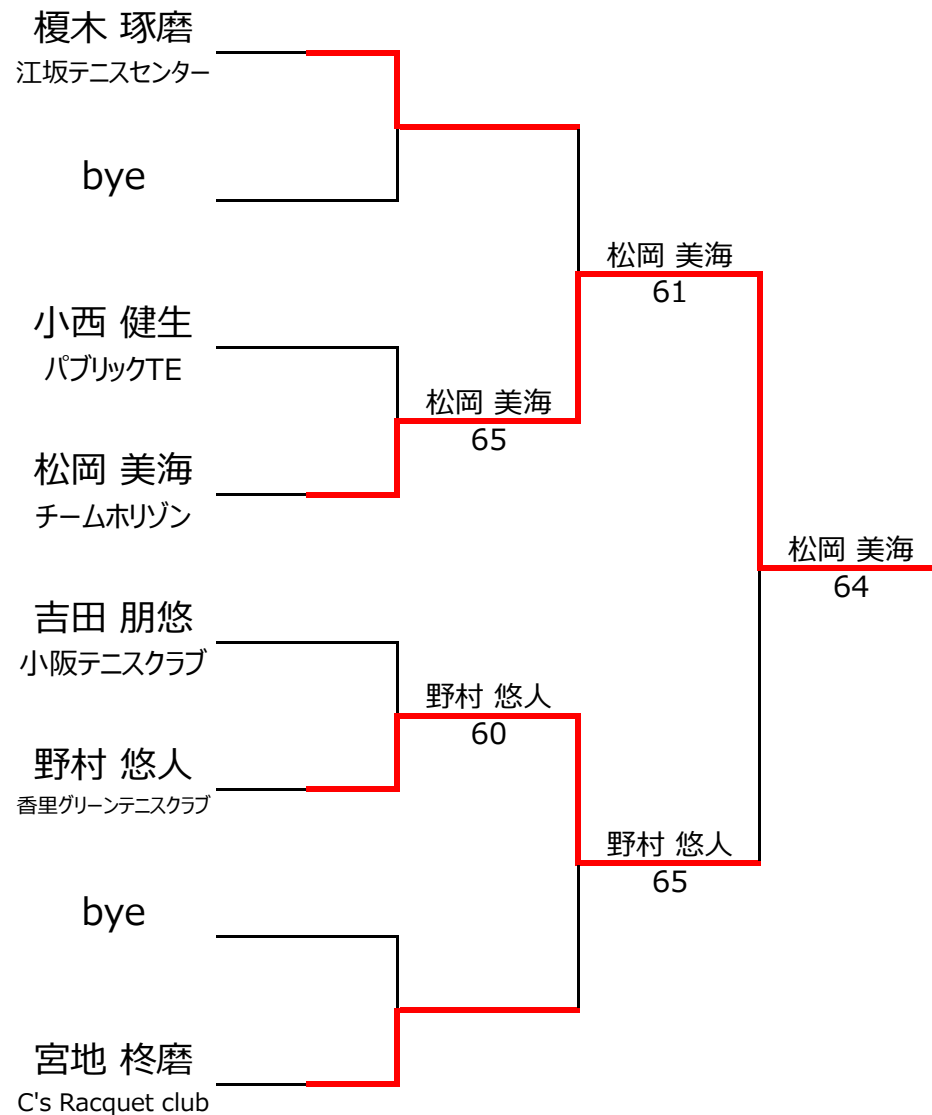 榎木 琢磨
江坂テニスセンター
bye
小西 健生
パブリックTE
松岡 美海
チームホリゾン
吉田 朋悠
小阪テニスクラブ
野村 悠人
香里グリーンテニスクラブ
bye
宮地 柊磨
C's Racquet club
松岡 美海
65
野村 悠人
60
松岡 美海
61
野村 悠人
65
松岡 美海
64